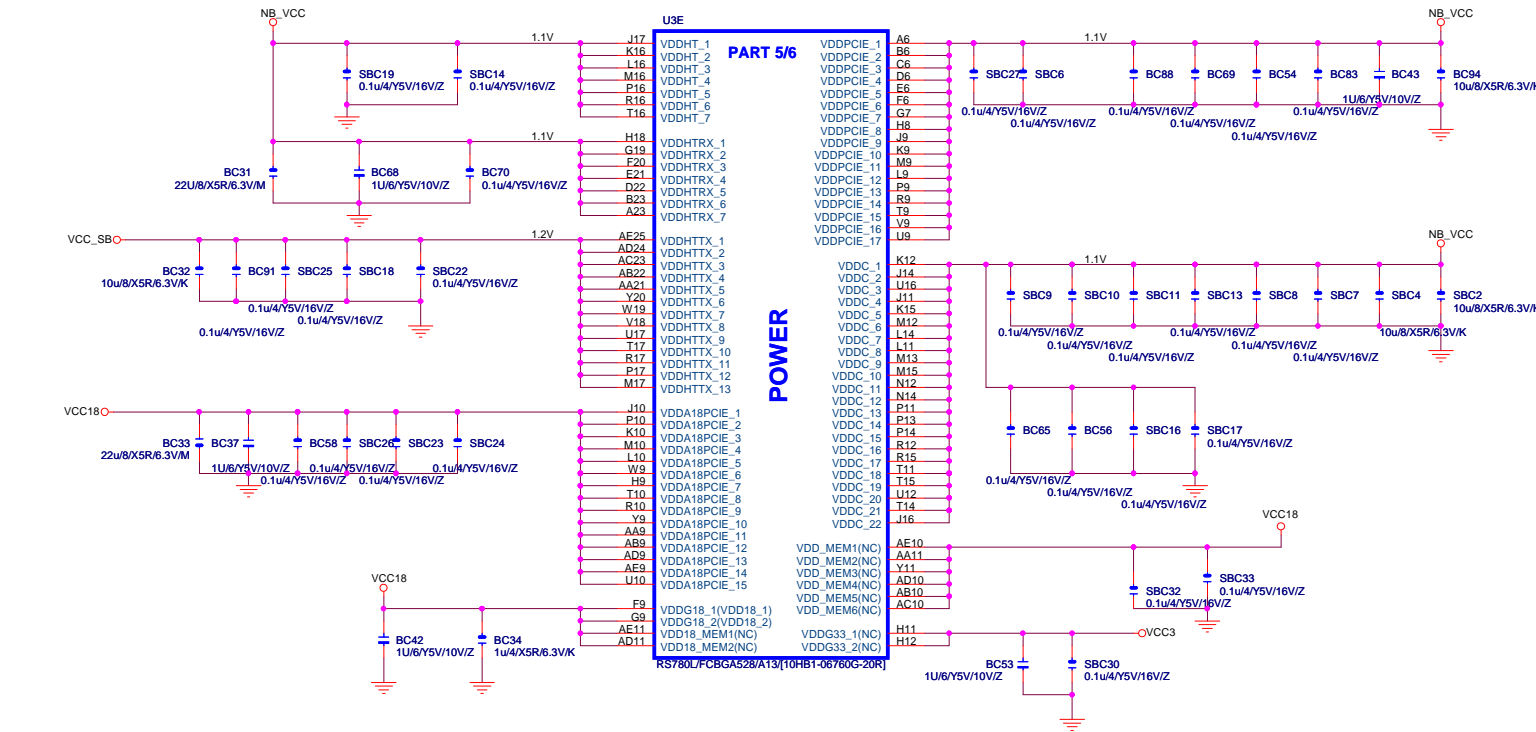 NB_VCC
U3E
NB_VCC
1.1V
PART 5/6
1.1V
J17 VDDHT_1
K16 VDDHT_2
L16 VDDHT_3
M16 VDDHT_4
P16 VDDHT_5
R16 VDDHT_6
T16 VDDHT_7
SBC19
0.1u/4/Y5V/16V/Z
SBC14
0.1u/4/Y5V/16V/Z
1.1V
H18 VDDHTRX_1
G19 VDDHTRX_2
F20 VDDHTRX_3
E21 VDDHTRX_4
D22 VDDHTRX_5
B23 VDDHTRX_6
A23 VDDHTRX_7
BC31
22U/8/X5R/6.3V/M
BC68
1U/6/Y5V/10V/Z
BC70
0.1u/4/Y5V/16V/Z
VCC_SB
1.2V
AE25 VDDHTTX_1
AD24 VDDHTTX_2
AC23 VDDHTTX_3
AB22 VDDHTTX_4
AA21 VDDHTTX_5
Y20 VDDHTTX_6
W19 VDDHTTX_7
V18 VDDHTTX_8
U17 VDDHTTX_9
T17 VDDHTTX_10
R17 VDDHTTX_11
P17 VDDHTTX_12
M17 VDDHTTX_13
BC32
10u/8/X5R/6.3V/K
BC91
SBC25
SBC18
SBC22
0.1u/4/Y5V/16V/Z
0.1u/4/Y5V/16V/Z
0.1u/4/Y5V/16V/Z
0.1u/4/Y5V/16V/Z
VCC18
J10 VDDA18PCIE_1
P10 VDDA18PCIE_2
K10 VDDA18PCIE_3
M10 VDDA18PCIE_4
L10 VDDA18PCIE_5
W9 VDDA18PCIE_6
H9 VDDA18PCIE_7
T10 VDDA18PCIE_8
R10 VDDA18PCIE_9
Y9 VDDA18PCIE_10
AA9 VDDA18PCIE_11
AB9 VDDA18PCIE_12
AD9 VDDA18PCIE_13
AE9 VDDA18PCIE_14
U10 VDDA18PCIE_15
BC33
22u/8/X5R/6.3V/M
BC37
1U/6/Y5V/10V/Z
BC58
SBC26
SBC23
SBC24
0.1u/4/Y5V/16V/Z
0.1u/4/Y5V/16V/Z
0.1u/4/Y5V/16V/Z
0.1u/4/Y5V/16V/Z
VCC18
F9 VDDG18_1(VDD18_1)
G9 VDDG18_2(VDD18_2)
AE11 VDD18_MEM1(NC)
AD11 VDD18_MEM2(NC)
BC42
1U/6/Y5V/10V/Z
BC34
1u/4/X5R/6.3V/K
POWER
VDDPCIE_1 A6
VDDPCIE_2 B6
VDDPCIE_3 C6
VDDPCIE_4 D6
VDDPCIE_5 E6
VDDPCIE_6 F6
VDDPCIE_7 G7
VDDPCIE_8 H8
VDDPCIE_9 J9
VDDPCIE_10 K9
VDDPCIE_11 M9
VDDPCIE_12 L9
VDDPCIE_13 P9
VDDPCIE_14 R9
VDDPCIE_15 T9
VDDPCIE_16 V9
VDDPCIE_17 U9
SBC27
SBC6
BC88
BC69
BC54
BC83
BC43
BC94
10u/8/X5R/6.3V/K
1U/6/Y5V/10V/Z
0.1u/4/Y5V/16V/Z
0.1u/4/Y5V/16V/Z
0.1u/4/Y5V/16V/Z
0.1u/4/Y5V/16V/Z
0.1u/4/Y5V/16V/Z
0.1u/4/Y5V/16V/Z
NB_VCC
1.1V
VDDC_1 K12
VDDC_2 J14
VDDC_3 U16
VDDC_4 J11
VDDC_5 K15
VDDC_6 M12
VDDC_7 L14
VDDC_8 L11
VDDC_9 M13
VDDC_10 M15
VDDC_11 N12
VDDC_12 N14
VDDC_13 P11
VDDC_14 P13
VDDC_15 P14
VDDC_16 R12
VDDC_17 R15
VDDC_18 T11
VDDC_19 T15
VDDC_20 U12
VDDC_21 T14
VDDC_22 J16
SBC9
SBC10
SBC11
SBC13
SBC8
SBC7
SBC4
SBC2
10u/8/X5R/6.3V/K
0.1u/4/Y5V/16V/Z
0.1u/4/Y5V/16V/Z
10u/8/X5R/6.3V/K
0.1u/4/Y5V/16V/Z
0.1u/4/Y5V/16V/Z
0.1u/4/Y5V/16V/Z
0.1u/4/Y5V/16V/Z
BC65
BC56
SBC16
SBC17
0.1u/4/Y5V/16V/Z
0.1u/4/Y5V/16V/Z
0.1u/4/Y5V/16V/Z
0.1u/4/Y5V/16V/Z
VCC18
VDD_MEM1(NC) AE10
VDD_MEM2(NC) AA11
VDD_MEM3(NC) Y11
VDD_MEM4(NC) AD10
VDD_MEM5(NC) AB10
VDD_MEM6(NC) AC10
SBC32
0.1u/4/Y5V/16V/Z
SBC33
0.1u/4/Y5V/16V/Z
VDDG33_1(NC) H11
VDDG33_2(NC) H12
VCC3
BC53
1U/6/Y5V/10V/Z
SBC30
0.1u/4/Y5V/16V/Z
RS780L/FCBGA528/A13/[10HB1-06760G-20R]